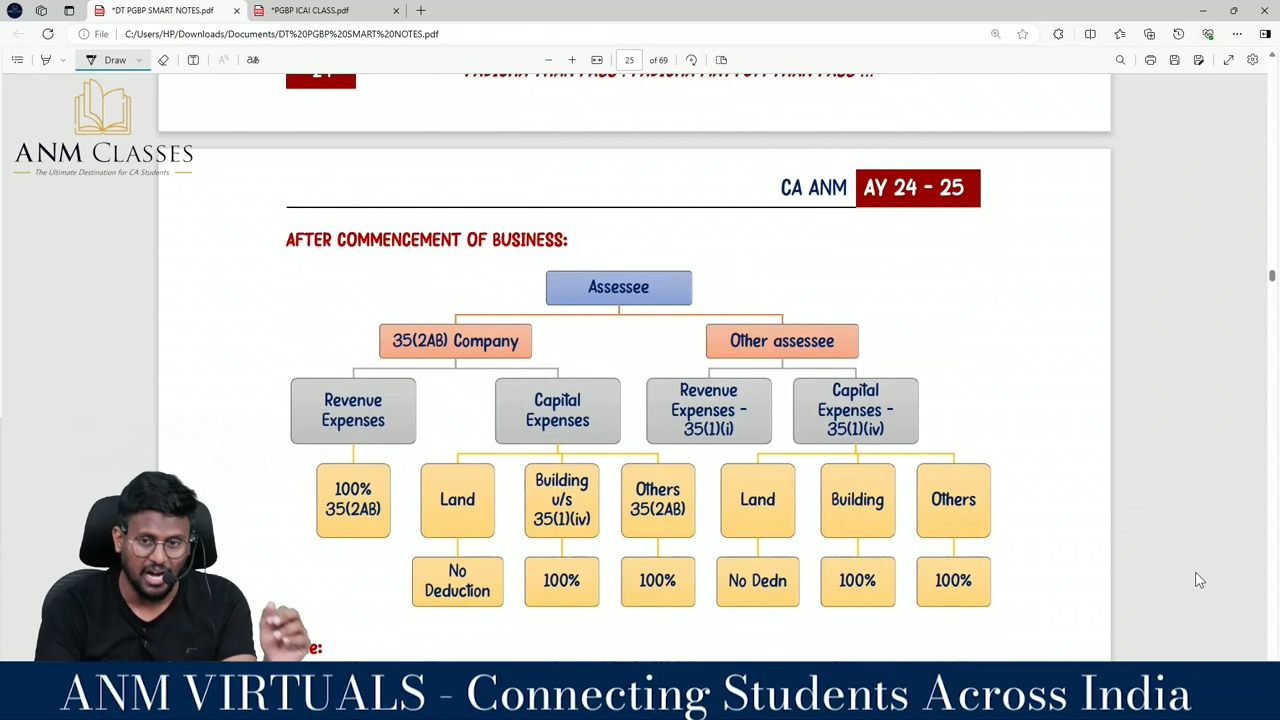 *DT PGBP SMART NOTES.pdf
*PGBP ICAI CLASS.pdf
File
C:/Users/HP/Downloads/Documents/DT%20PGBP%20SMART%20NOTES.pdf
Draw
25
of 69
ANM CLASSES
The Ultimate Destination for CA Students
CA ANM
AY 24 - 25
AFTER COMMENCEMENT OF BUSINESS:
Assessee
35(2AB) Company
Other assessee
Revenue
Expenses
Capital
Expenses
Revenue
Expenses -
35(1)(i)
Capital
Expenses -
35(1)(iv)
100%
35(2AB)
Land
Building
u/s
35(1)(iv)
Others
35(2AB)
Land
Building
Others
No
Deduction
100%
100%
No Dedn
100%
100%
ANM VIRTUALS - Connecting Students Across India